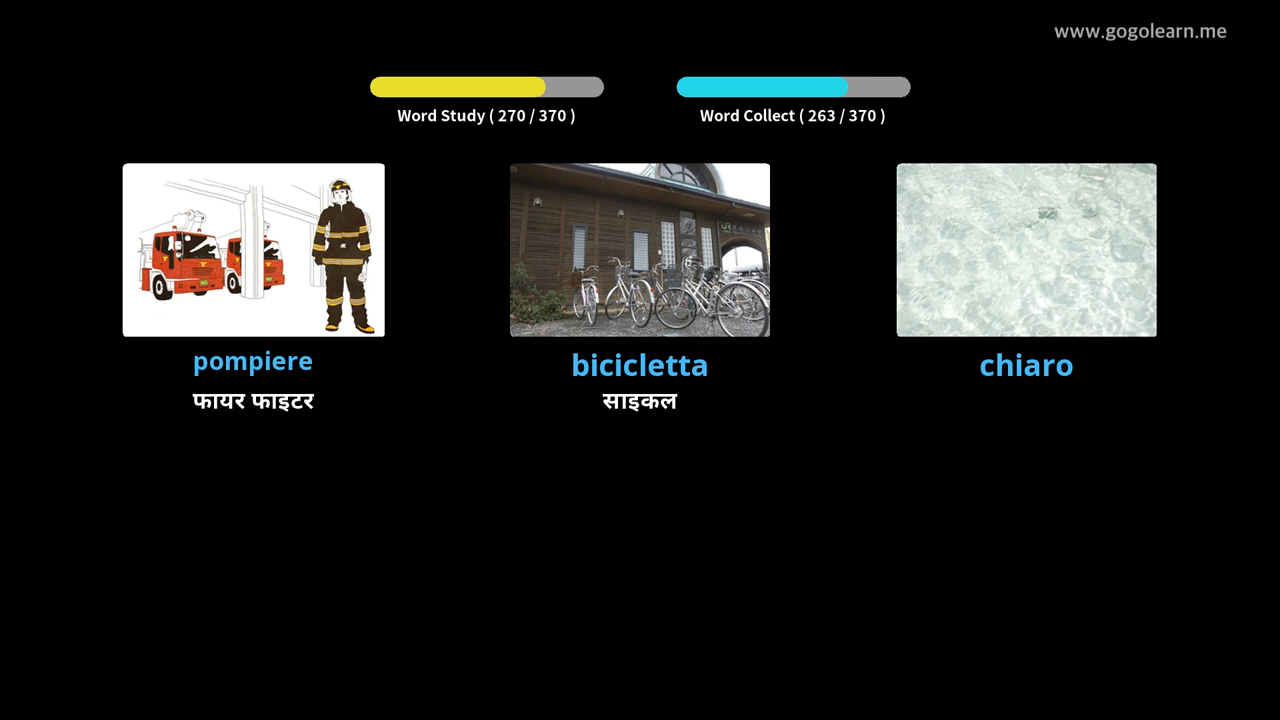 www.gogolearn.me
Word Study ( 270 / 370 )
Word Collect ( 263 / 370 )
pompiere
bicicletta
chiaro
फायर फाइटर
साइकल